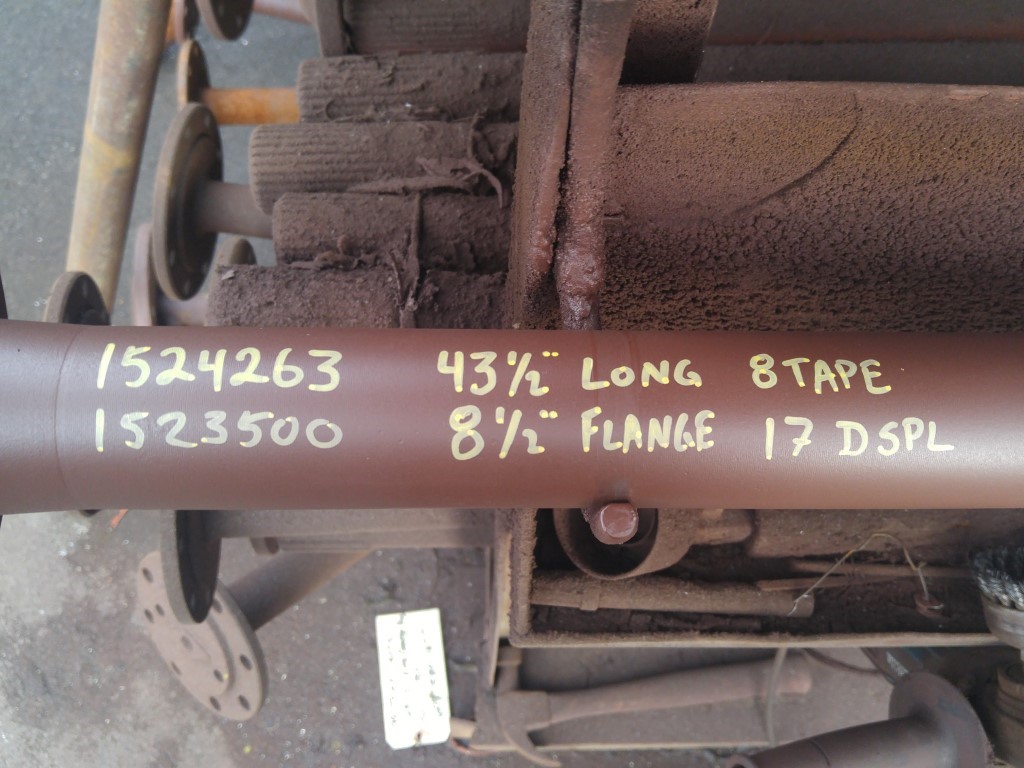 1524263 43½" LONG 8TAPE
1523500 8½" FLANGE 17 DSPL